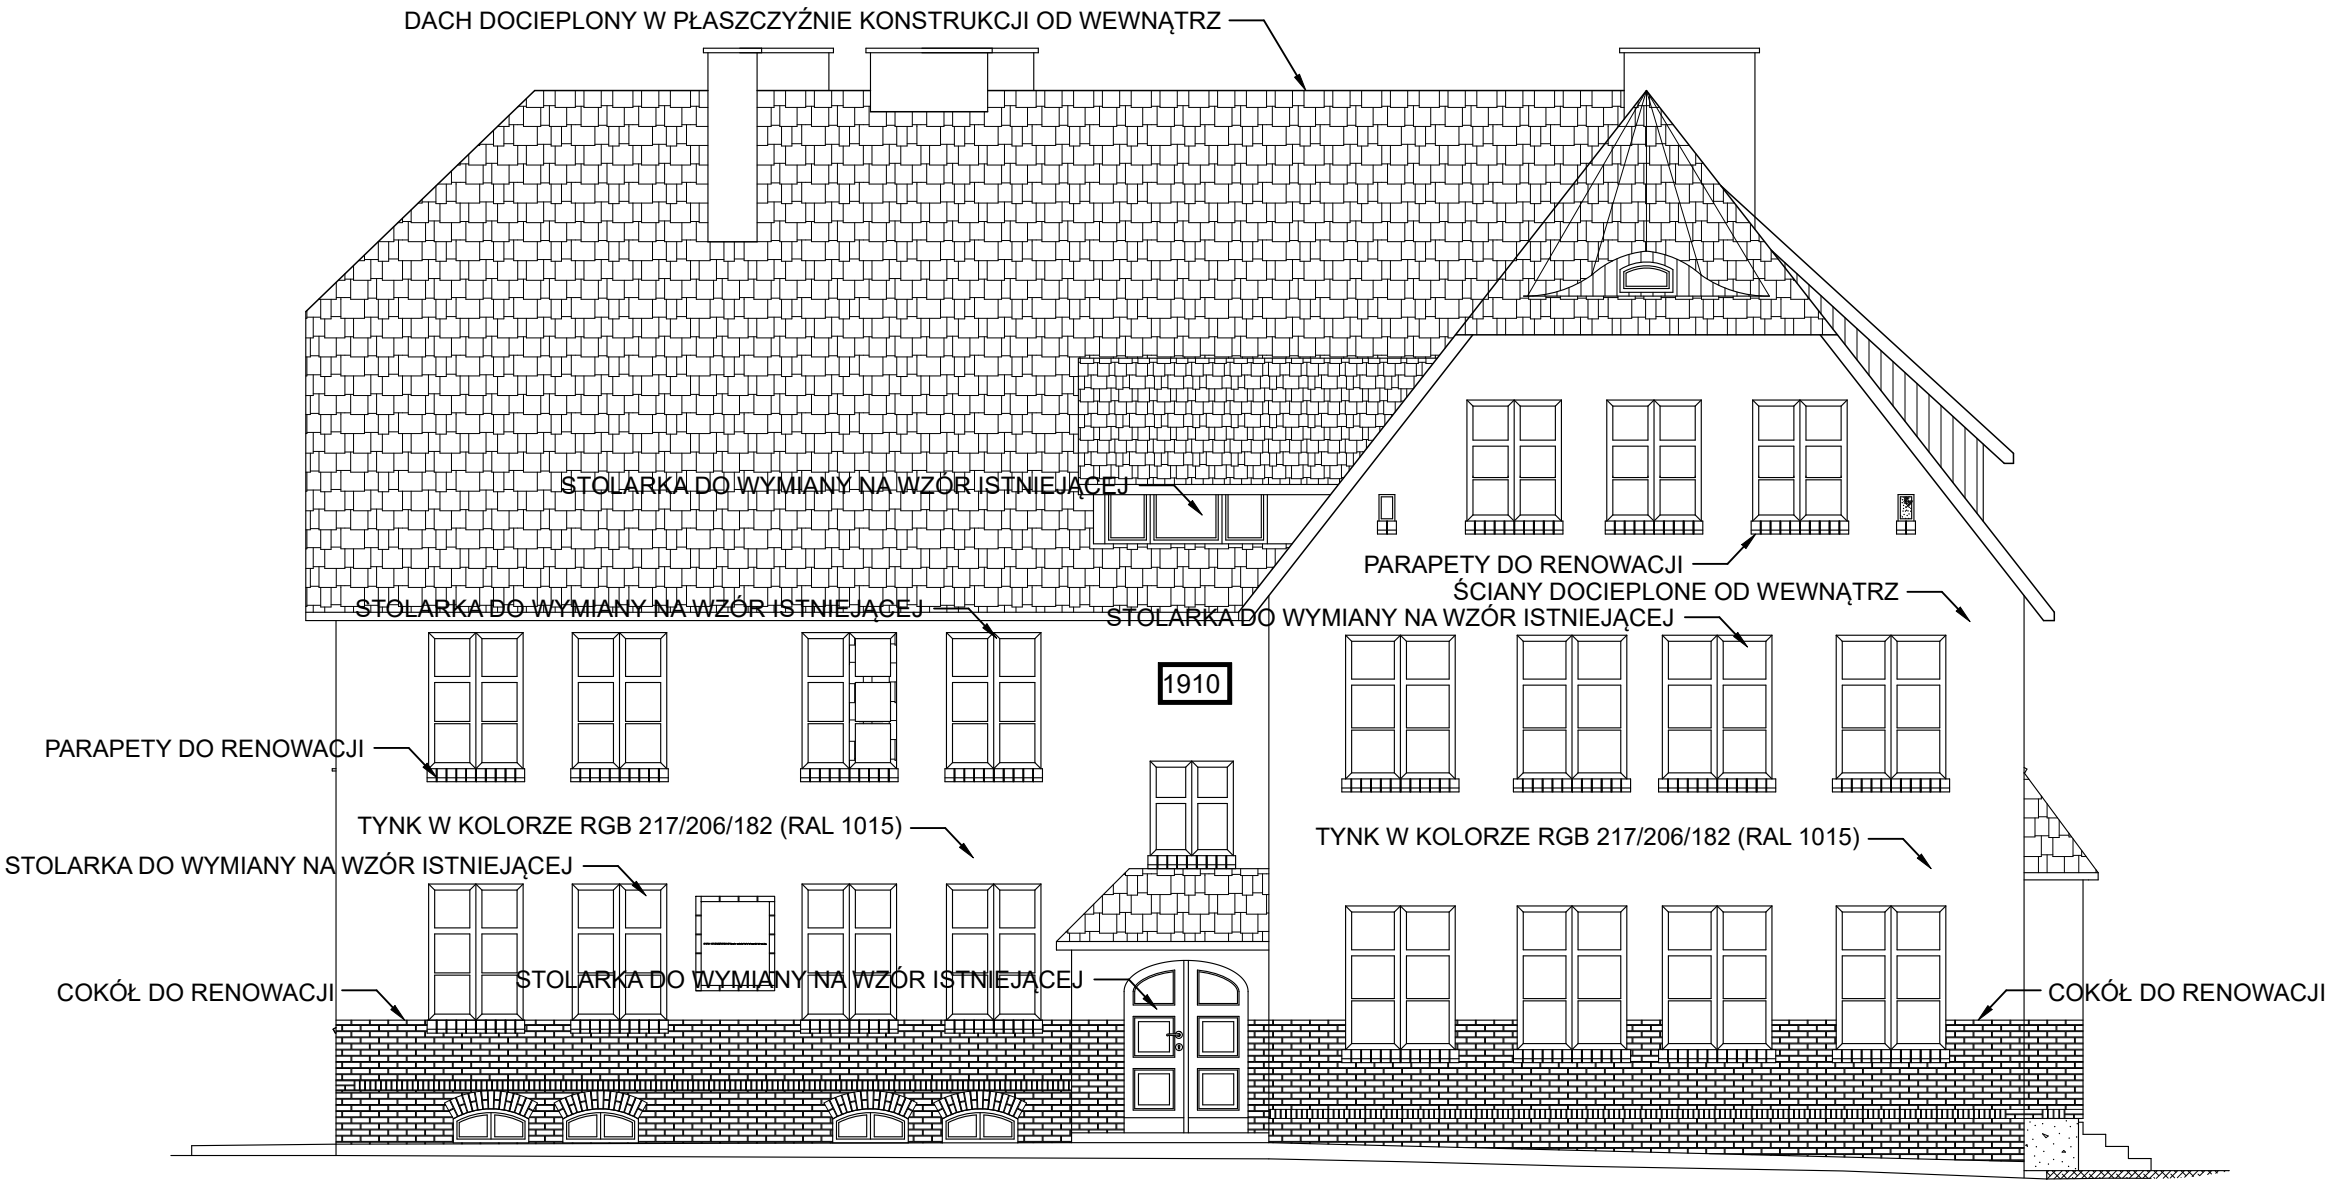 DACH DOCIEPLONY W PŁASZCZYŹNIE KONSTRUKCJI OD WEWNĄTRZ
STOLARKA DO WYMIANY NA WZÓR ISTNIEJĄCEJ
PARAPETY DO RENOWACJI
ŚCIANY DOCIEPLONE OD WEWNĄTRZ
STOLARKA DO WYMIANY NA WZÓR ISTNIEJĄCEJ
STOLARKA DO WYMIANY NA WZÓR ISTNIEJĄCEJ
1910
PARAPETY DO RENOWACJI
TYNK W KOLORZE RGB 217/206/182 (RAL 1015)
TYNK W KOLORZE RGB 217/206/182 (RAL 1015)
STOLARKA DO WYMIANY NA WZÓR ISTNIEJĄCEJ
STOLARKA DO WYMIANY NA WZÓR ISTNIEJĄCEJ
COKÓŁ DO RENOWACJI
COKÓŁ DO RENOWACJI